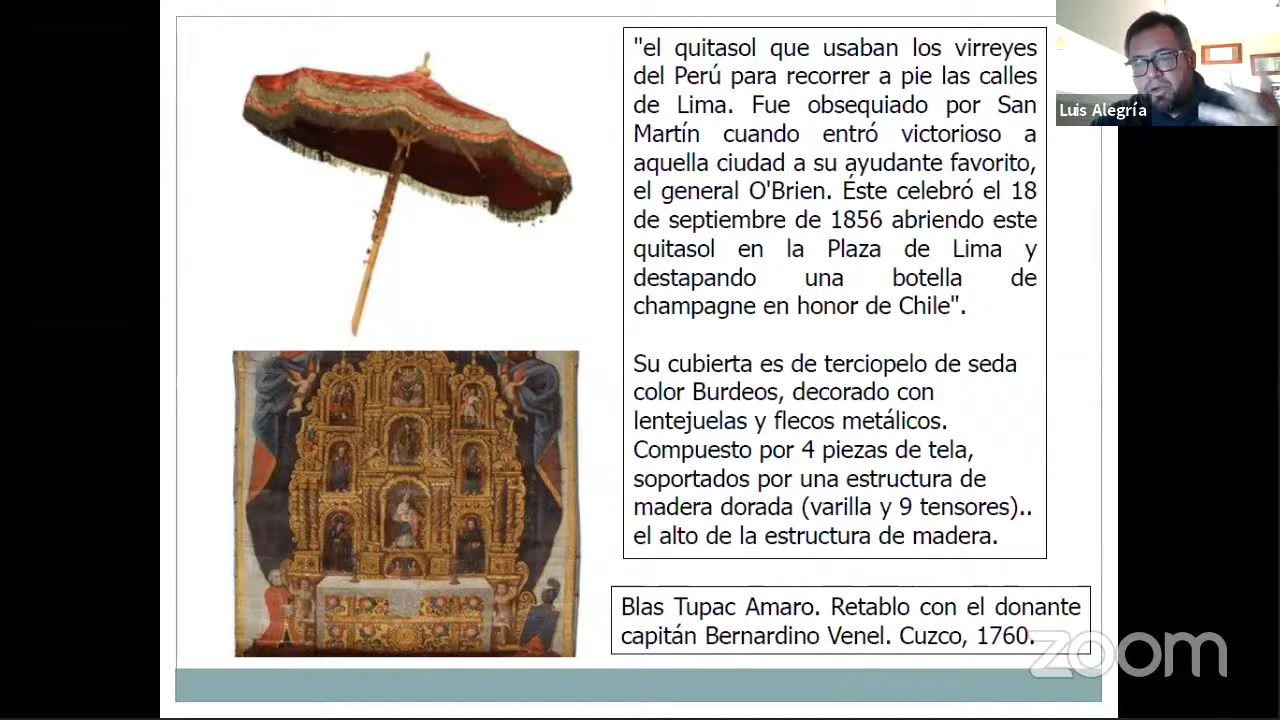 "el quitasol que usaban los virreyes
del Perú para recorrer a pie las calles
de Lima. Fue obsequiado por San
Martín cuando entró victorioso a
aquella ciudad a su ayudante favorito,
el general O'Brien. Éste celebró el 18
de septiembre de 1856 abriendo este
quitasol en la Plaza de Lima y
destapando una botella de
champagne en honor de Chile".
Su cubierta es de terciopelo de seda
color Burdeos, decorado con
lentejuelas y flecos metálicos.
Compuesto por 4 piezas de tela,
soportados por una estructura de
madera dorada (varilla y 9 tensores)..
el alto de la estructura de madera.
Blas Tupac Amaro. Retablo con el donante
capitán Bernardino Venel. Cuzco, 1760.
Luis Alegría
zoom